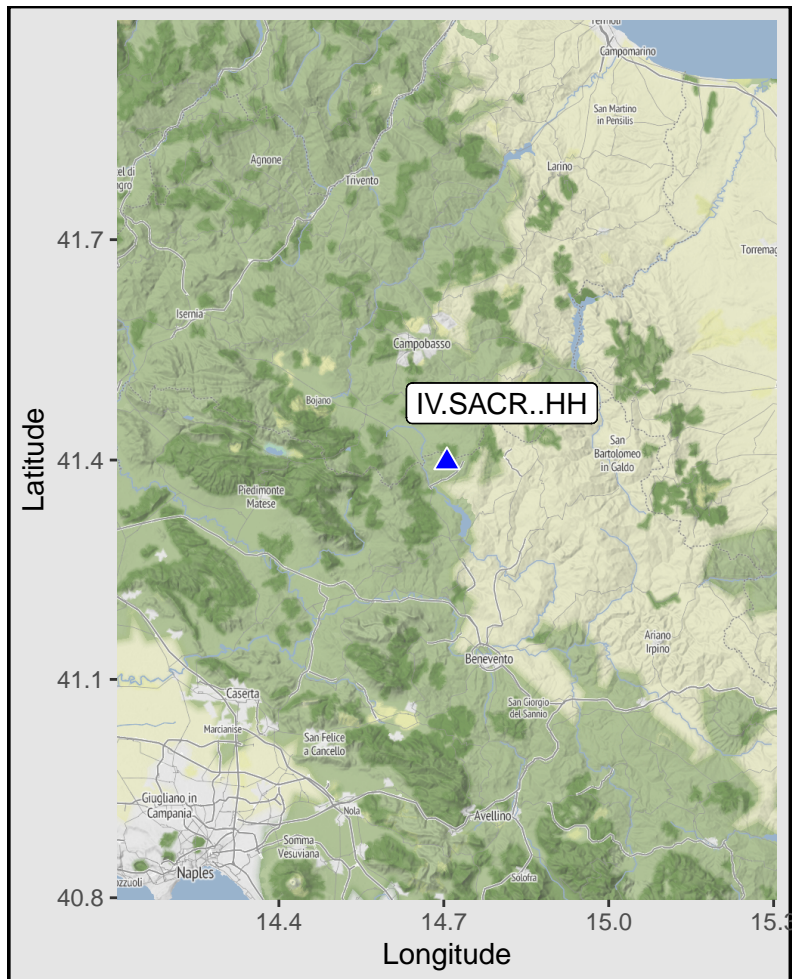 Termoli
Campomarino
San Martino
in Pensilis
Agnone
Larino
Trivento
41.7
Isernia
Campobasso
Bojano
IV.SACR..HH
San
Bartolomeo
in Galdo
41.4
Latitude
Piedimonte
Matese
Ariano
Irpino
Benevento
41.1
Caserta
San Giorgio
del Sannio
Marcianise
San Felice
a Cancello
Giugliano in
Campania
Nola
Avellino
Somma
Vesuviana
Naples
Solofra
40.8
14.4
14.7
15.0
Longitude